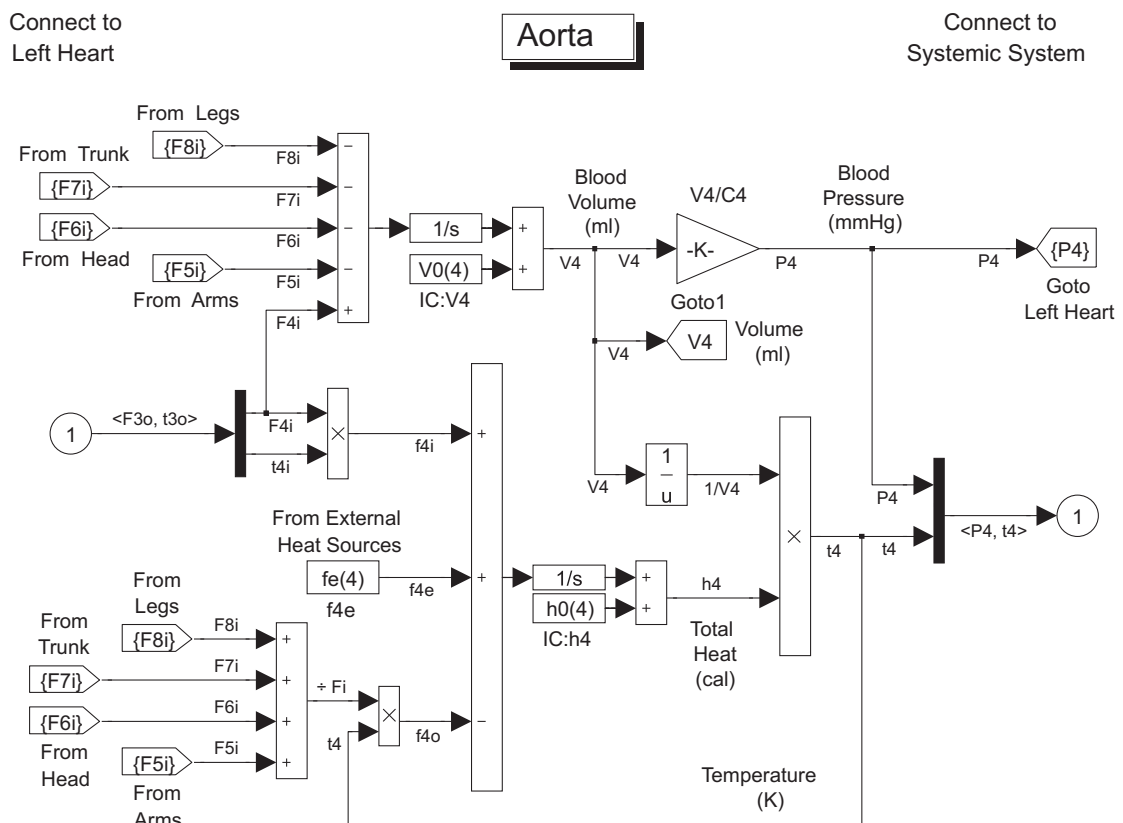 Connect to
Left Heart
Aorta
Connect to
Systemic System
From Legs
{F8i}
F8i
−
From Trunk
{F7i}
F7i
−
{F6i}
From Head
F6i
−
{F5i}
From Arms
F5i
−
F4i
+
1/s
V0(4)
IC:V4
+
+
V4
Blood
Volume
(ml)
V4
V4/C4
-K-
P4
Blood
Pressure
(mmHg)
P4
{P4}
Goto
Left Heart
Goto1
V4
V4
Volume
(ml)
1
<F3o, t3o>
F4i
t4i
×
f4i
+
V4
1
u
1/V4
×
t4
t4
P4
<P4, t4>
1
From External
Heat Sources
fe(4)
f4e
f4e
+
1/s
h0(4)
IC:h4
+
+
h4
Total
Heat
(cal)
From
Legs
{F8i}
F8i
+
From
Trunk
{F7i}
F7i
+
{F6i}
From
Head
F6i
+
{F5i}
From
Arms
F5i
+
÷ Fi
t4
×
f4o
−
Temperature
(K)